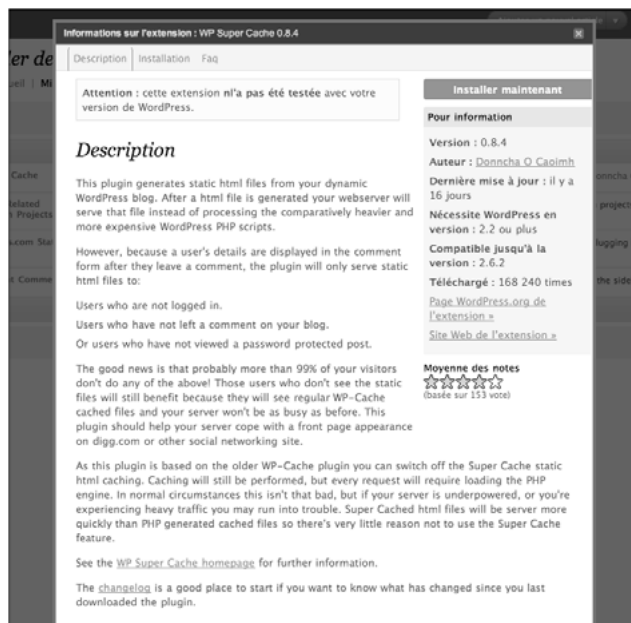 Informations sur l'extension : WP Super Cache 0.8.4
Description Installation Faq
Attention : cette extension nl'a pas été testée avec votre
version de WordPress.
Description
This plugin generates static html files from your dynamic
WordPress blog. After a html file is generated your webserver will
serve that file instead of processing the comparatively heavier and
more expensive WordPress PHP scripts.
However, because a user's details are displayed in the comment
form after they leave a comment, the plugin will only serve static
html files to:
Users who are not logged in.
Users who have not left a comment on your blog.
Or users who have not viewed a password protected post.
The good news is that probably more than 99% of your visitors
don't do any of the above! Those users who don't see the static
files will still benefit because they will see regular WP-Cache
cached files and your server won't be as busy as before. This
plugin should help your server cope with a front page appearance
on digg.com or other social networking site.
As this plugin is based on the older WP-Cache plugin you can switch off the Super Cache static
html caching. Caching will still be performed, but every request will require loading the PHP
engine. In normal circumstances this isn't that bad, but if your server is underpowered, or you're
experiencing heavy traffic you may run into trouble. Super Cached html files will be server more
quickly than PHP generated cached files so there's very little reason not to use the Super Cache
feature.
See the WP Super Cache homepage for further information.
The changelog is a good place to start if you want to know what has changed since you last
downloaded the plugin.
Installer maintenant
Pour information
Version : 0.8.4
Auteur : Donncha O Caoimh
Dernière mise à jour : il y a
16 jours
Nécessite WordPress en
version : 2.2 ou plus
Compatible jusqu'à la
version : 2.6.2
Téléchargé : 168 240 times
Page WordPress.org de
l'extension »
Site Web de l'extension »
Moyenne des notes
(basée sur 153 vote)
er de
Cache
Related
Projects
projects
lugging
the side